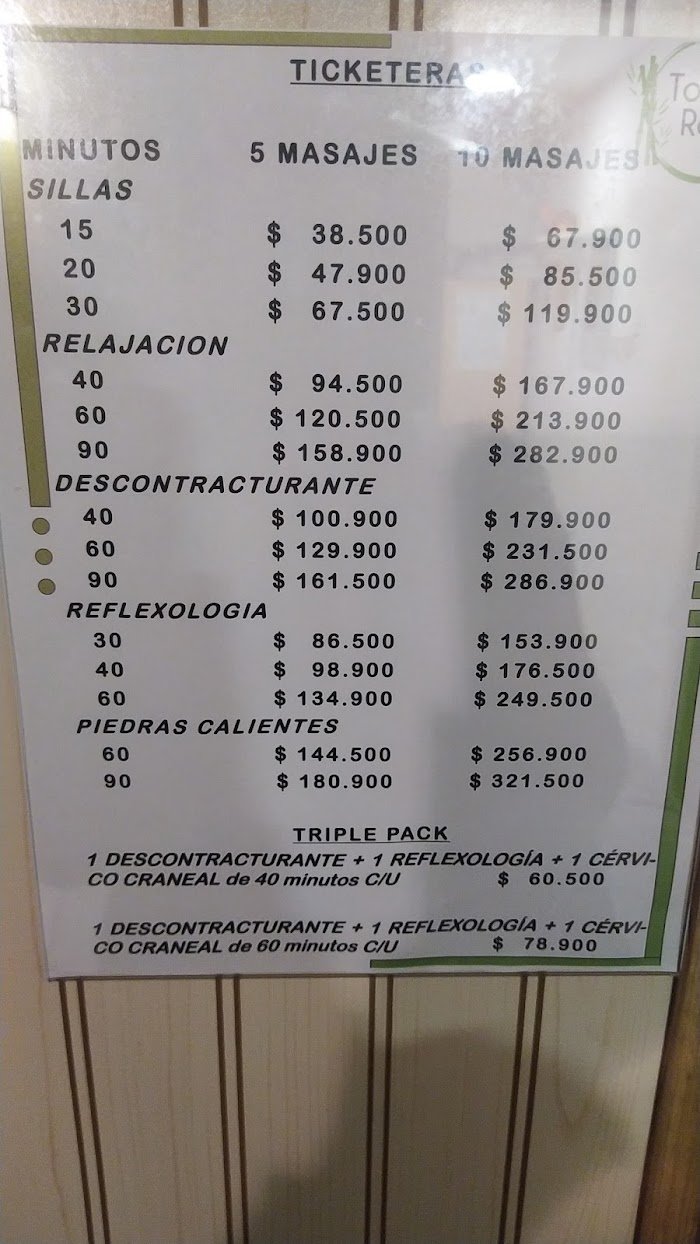 TICKETERAS
MINUTOS 5 MASAJES 10 MASAJES
SILLAS
15 $ 38.500 $ 67.900
20 $ 47.900 $ 85.500
30 $ 67.500 $ 119.900
RELAJACION
40 $ 94.500 $ 167.900
60 $ 120.500 $ 213.900
90 $ 158.900 $ 282.900
DESCONTRACTURANTE
40 $ 100.900 $ 179.900
60 $ 129.900 $ 231.500
90 $ 161.500 $ 286.900
REFLEXOLOGIA
30 $ 86.500 $ 153.900
40 $ 98.900 $ 176.500
60 $ 134.900 $ 249.500
PIEDRAS CALIENTES
60 $ 144.500 $ 256.900
90 $ 180.900 $ 321.500
TRIPLE PACK
1 DESCONTRACTURANTE + 1 REFLEXOLOGÍA + 1 CÉRVI-
CO CRANEAL de 40 minutos C/U $ 60.500
1 DESCONTRACTURANTE + 1 REFLEXOLOGÍA + 1 CÉRVI-
CO CRANEAL de 60 minutos C/U $ 78.900